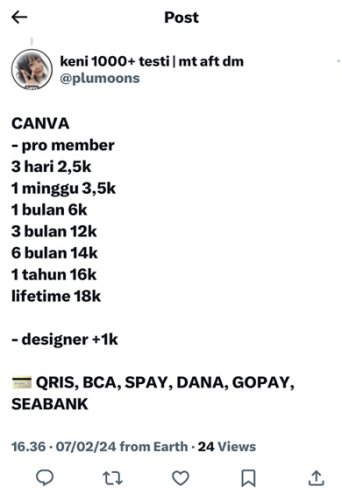 Post
keni 1000+ testi | mt aft dm
@plumoons
CANVA
- pro member
3 hari 2,5k
1 minggu 3,5k
1 bulan 6k
3 bulan 12k
6 bulan 14k
1 tahun 16k
lifetime 18k
- designer +1k
💳 QRIS, BCA, SPAY, DANA, GOPAY,
SEABANK
16.36 · 07/02/24 from Earth · 24 Views